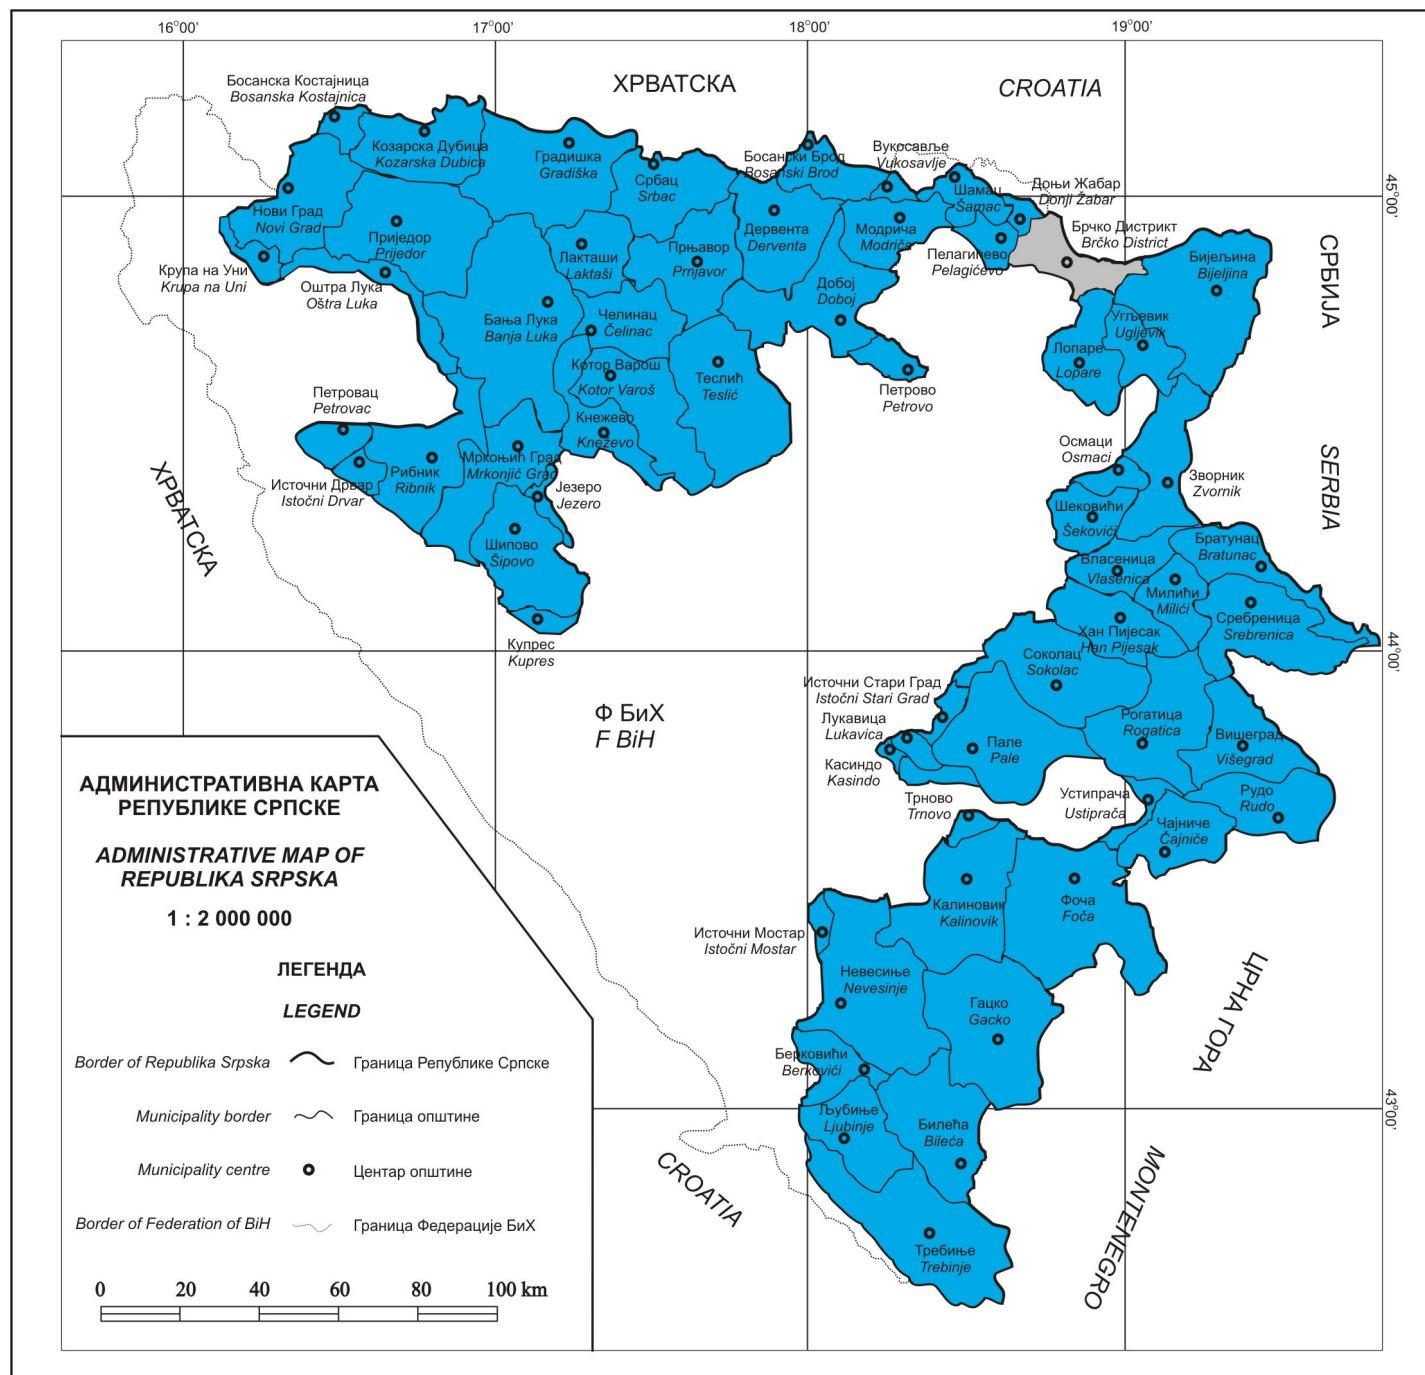 16°00'
17°00'
18°00'
19°00'
ХРВАТСКА
CROATIA
Босанска Костајница
Bosanska Kostajnica
Козарска Дубица
Kozarska Dubica
Градишка
Gradiška
Србац
Srbac
Босански Брод
Bosanski Brod
Вукосавље
Vukosavlje
Шамац
Šamac
Доњи Жабар
Donji Žabar
45°00'
Нови Град
Novi Grad
Приједор
Prijedor
Дервента
Derventa
Модрича
Modriča
Брчко Дистрикт
Brčko District
Пелагићево
Pelagićevo
Бијељина
Bijeljina
СРБИЈА
Крупа на Уни
Krupa na Uni
Оштра Лука
Oštra Luka
Лакташи
Laktaši
Прњавор
Prnjavor
Добој
Doboj
Бања Лука
Banja Luka
Челинац
Čelinac
Угљевик
Ugljevik
Лопаре
Lopare
Котор Варош
Kotor Varoš
Теслић
Teslić
Петрово
Petrovo
Петровац
Petrovac
Кнежево
Knezevo
Осмаци
Osmaci
Зворник
Zvornik
SERBIA
Источни Дрвар
Istočni Drvar
Рибник
Ribnik
Мркоњић Град
Mrkonjić Grad
Језеро
Jezero
ХРВАТСКА
Шековићи
Šekovići
Шипово
Šipovo
Братунац
Bratunac
Власеница
Vlasenica
Милићи
Milići
Сребреница
Srebrenica
Хан Пијесак
Han Pijesak
Купрес
Kupres
44°00'
Соколац
Sokolac
Источни Стари Град
Istočni Stari Grad
Лукавица
Lukavica
Касиндо
Kasindo
Пале
Pale
Рогатица
Rogatica
Вишеград
Višegrad
Ф БиХ
F BiH
Трново
Trnovo
Устипрача
Ustiprača
Рудо
Rudo
Чајниче
Čajniče
Калиновик
Kalinovik
Фоча
Foča
Источни Мостар
Istočni Mostar
Невесиње
Nevesinje
Гацко
Gacko
ЦРНА ГОРА
Берковићи
Berkovići
Љубиње
Ljubinje
Билећа
Bileća
43°00'
CROATIA
MONTENEGRO
Требиње
Trebinje
АДМИНИСТРАТИВНА КАРТА
РЕПУБЛИКЕ СРПСКЕ
ADMINISTRATIVE MAP OF
REPUBLIKA SRPSKA
1 : 2 000 000
ЛЕГЕНДА
LEGEND
Border of Republika Srpska Граница Републике Српске
Municipality border Граница општине
Municipality centre Центар општине
Border of Federation of BiH Граница Федерације БиХ
0 20 40 60 80 100 km